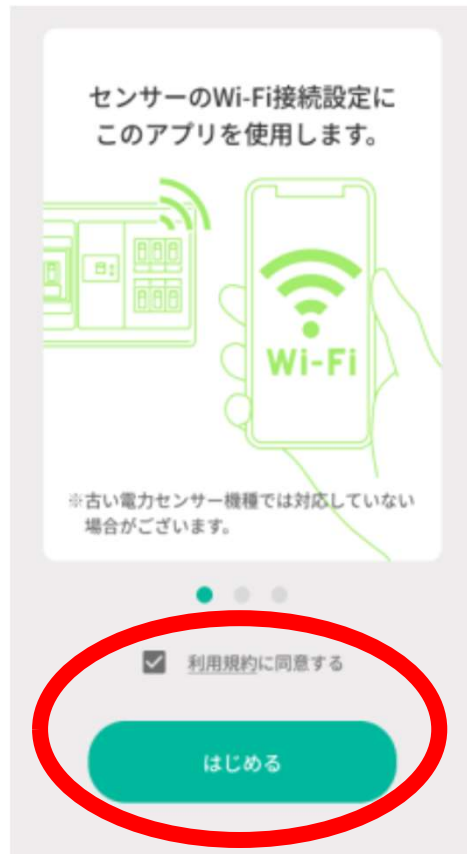 センサーのWi-Fi接続設定に
このアプリを使用します。
Wi-Fi
※古い電力センサー機種では対応していない
場合がございます。
利用規約に同意する
はじめる